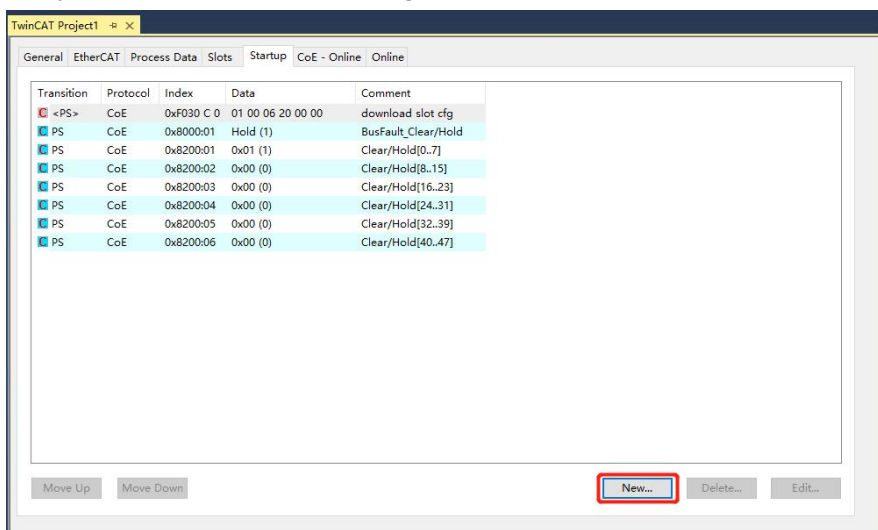 TwinCAT Project1
General EtherCAT Process Data Slots Startup CoE - Online Online
Transition Protocol Index Data Comment
C <PS> CoE 0xF030 C 0 01 00 06 20 00 00 download slot cfg
C PS CoE 0x8000:01 Hold (1) BusFault_Clear/Hold
C PS CoE 0x8200:01 0x01 (1) Clear/Hold[0..7]
C PS CoE 0x8200:02 0x00 (0) Clear/Hold[8..15]
C PS CoE 0x8200:03 0x00 (0) Clear/Hold[16..23]
C PS CoE 0x8200:04 0x00 (0) Clear/Hold[24..31]
C PS CoE 0x8200:05 0x00 (0) Clear/Hold[32..39]
C PS CoE 0x8200:06 0x00 (0) Clear/Hold[40..47]
Move Up Move Down New... Delete... Edit...